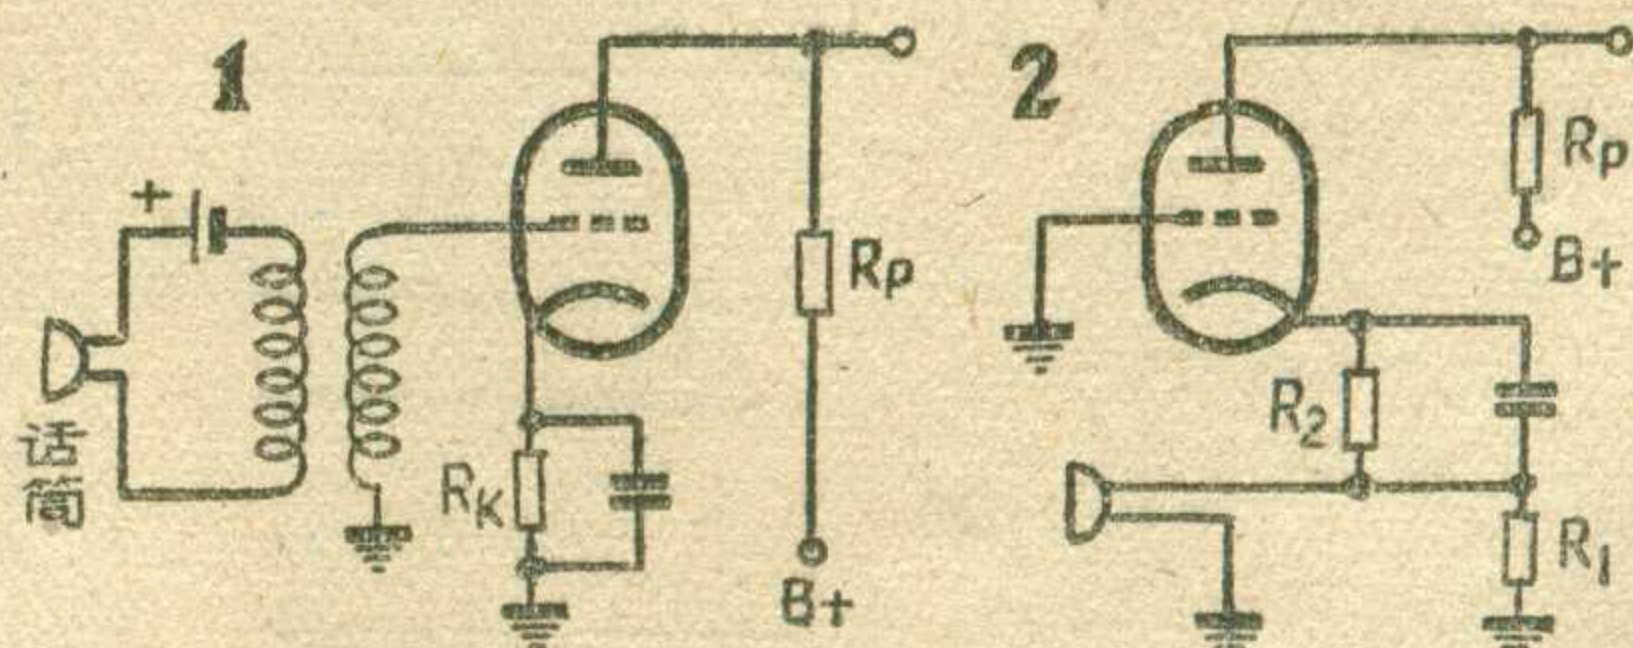 1
+
话
筒
RK
Rp
B+
2
Rp
B+
R2
R1